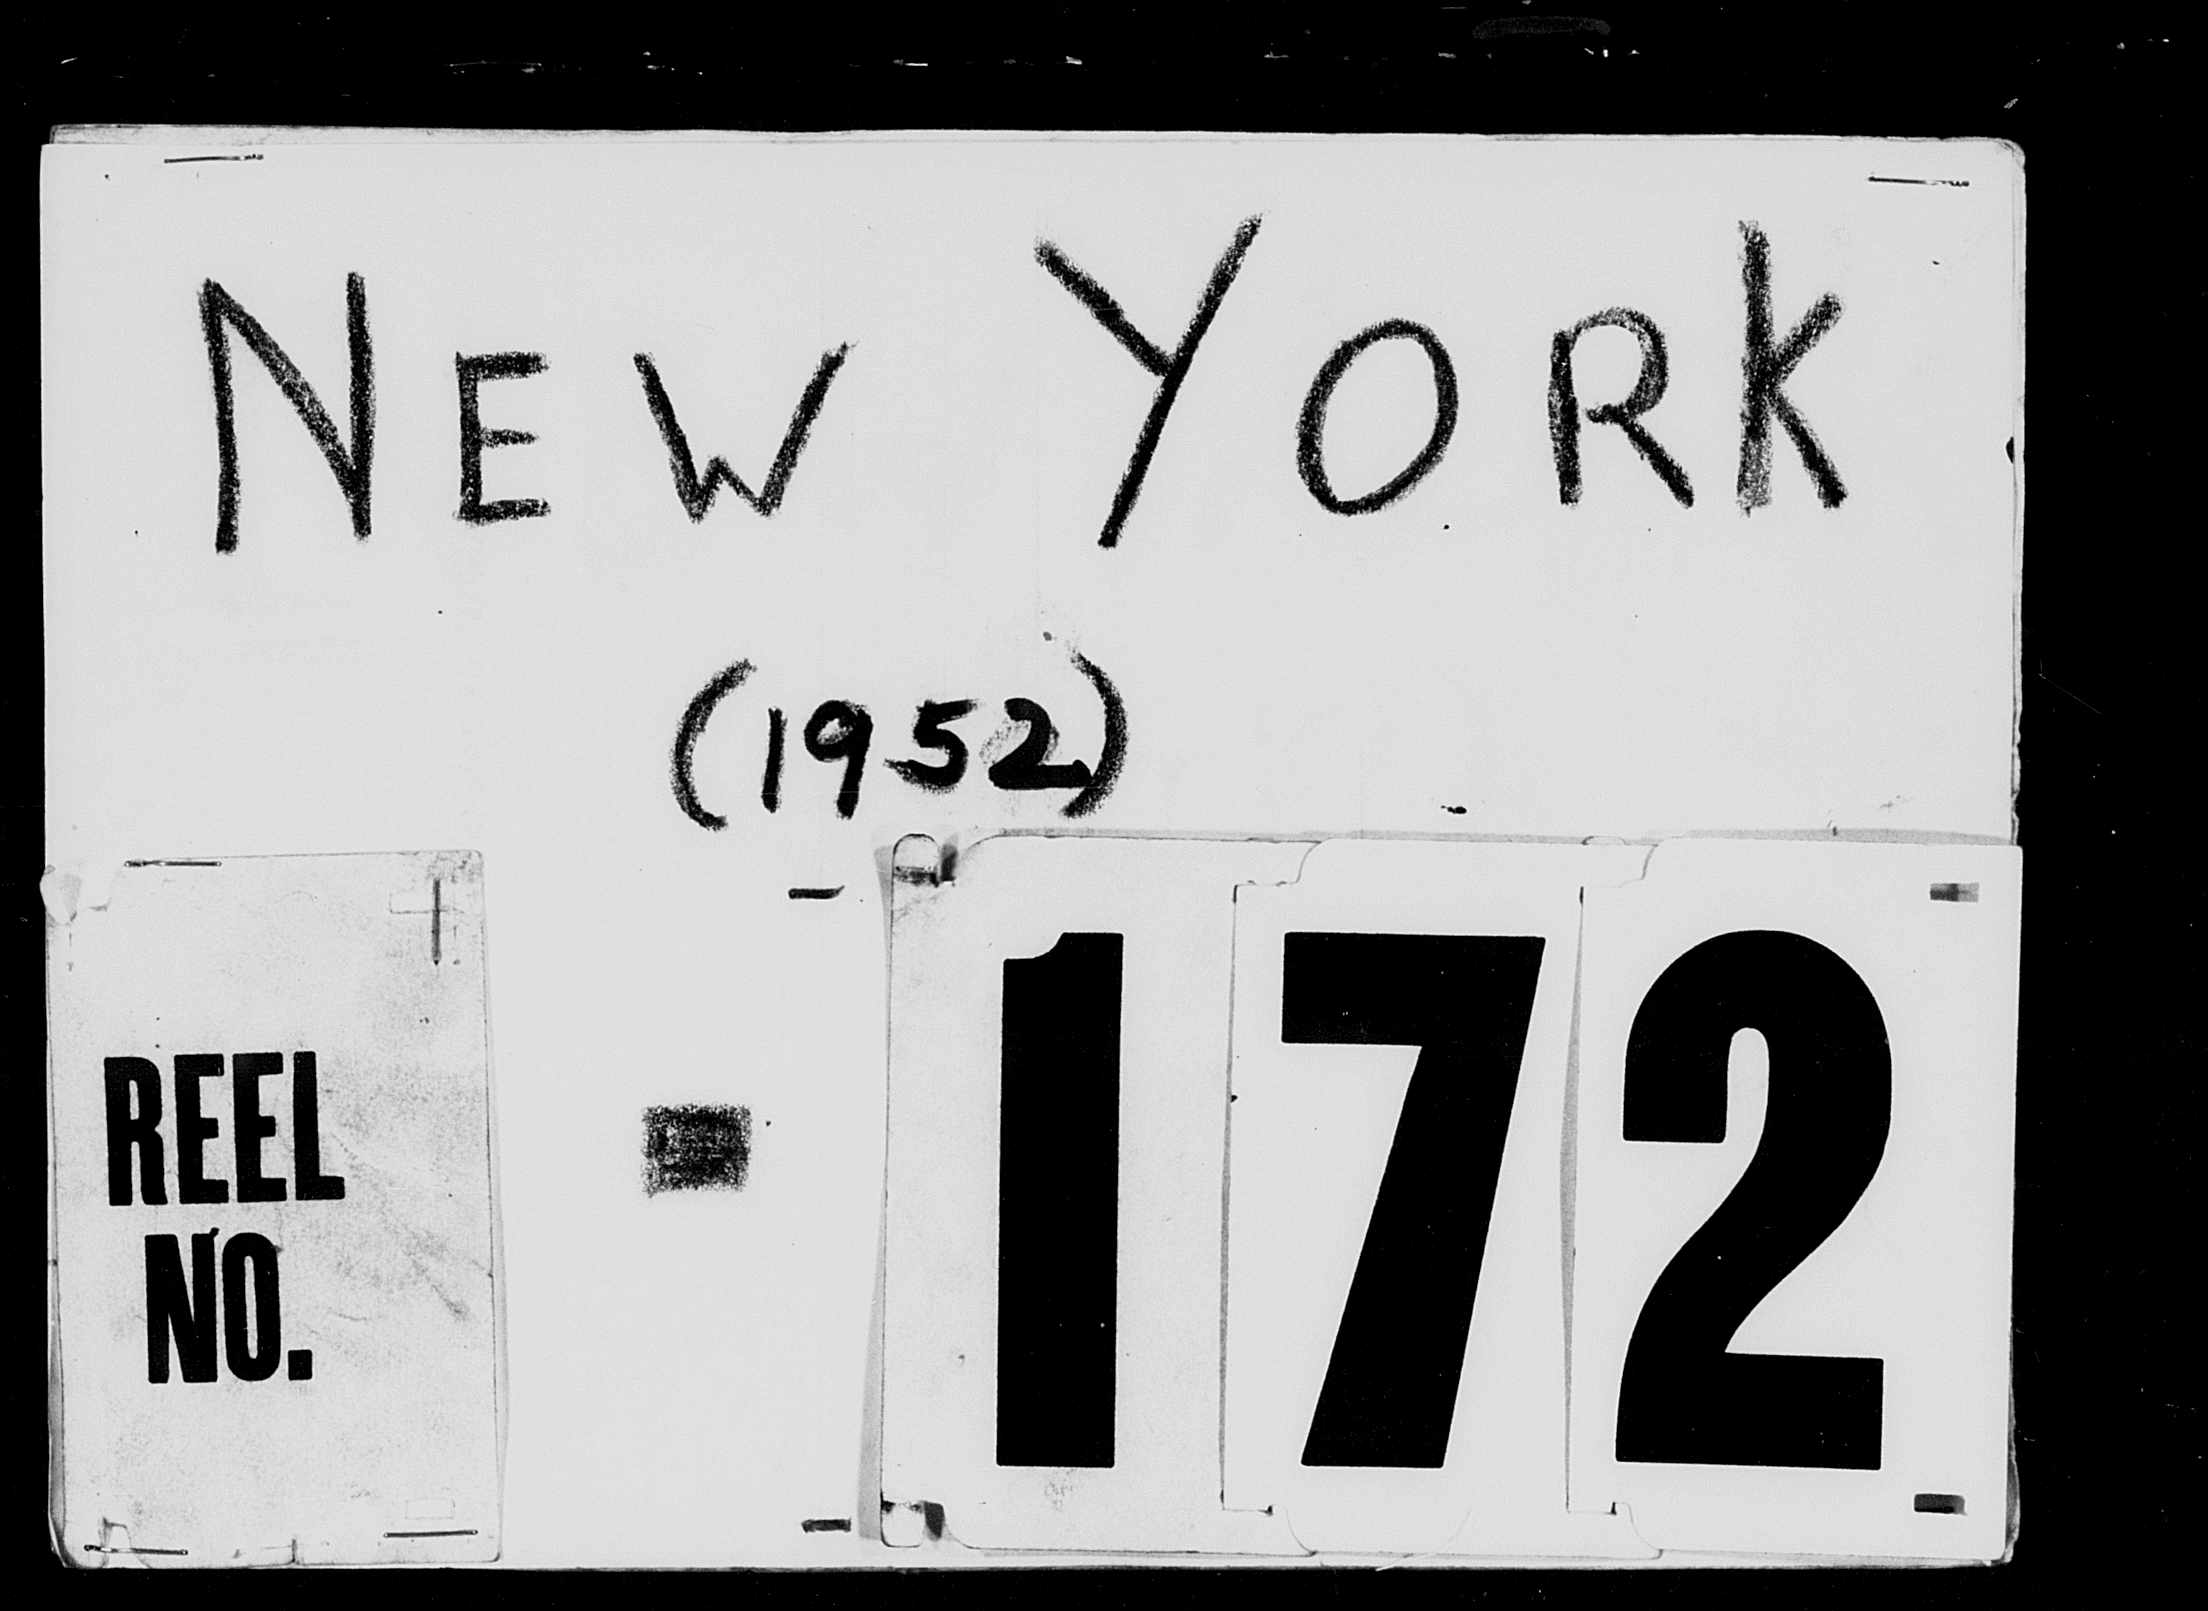 NEW YORK
(1952)
REEL
NO.
172